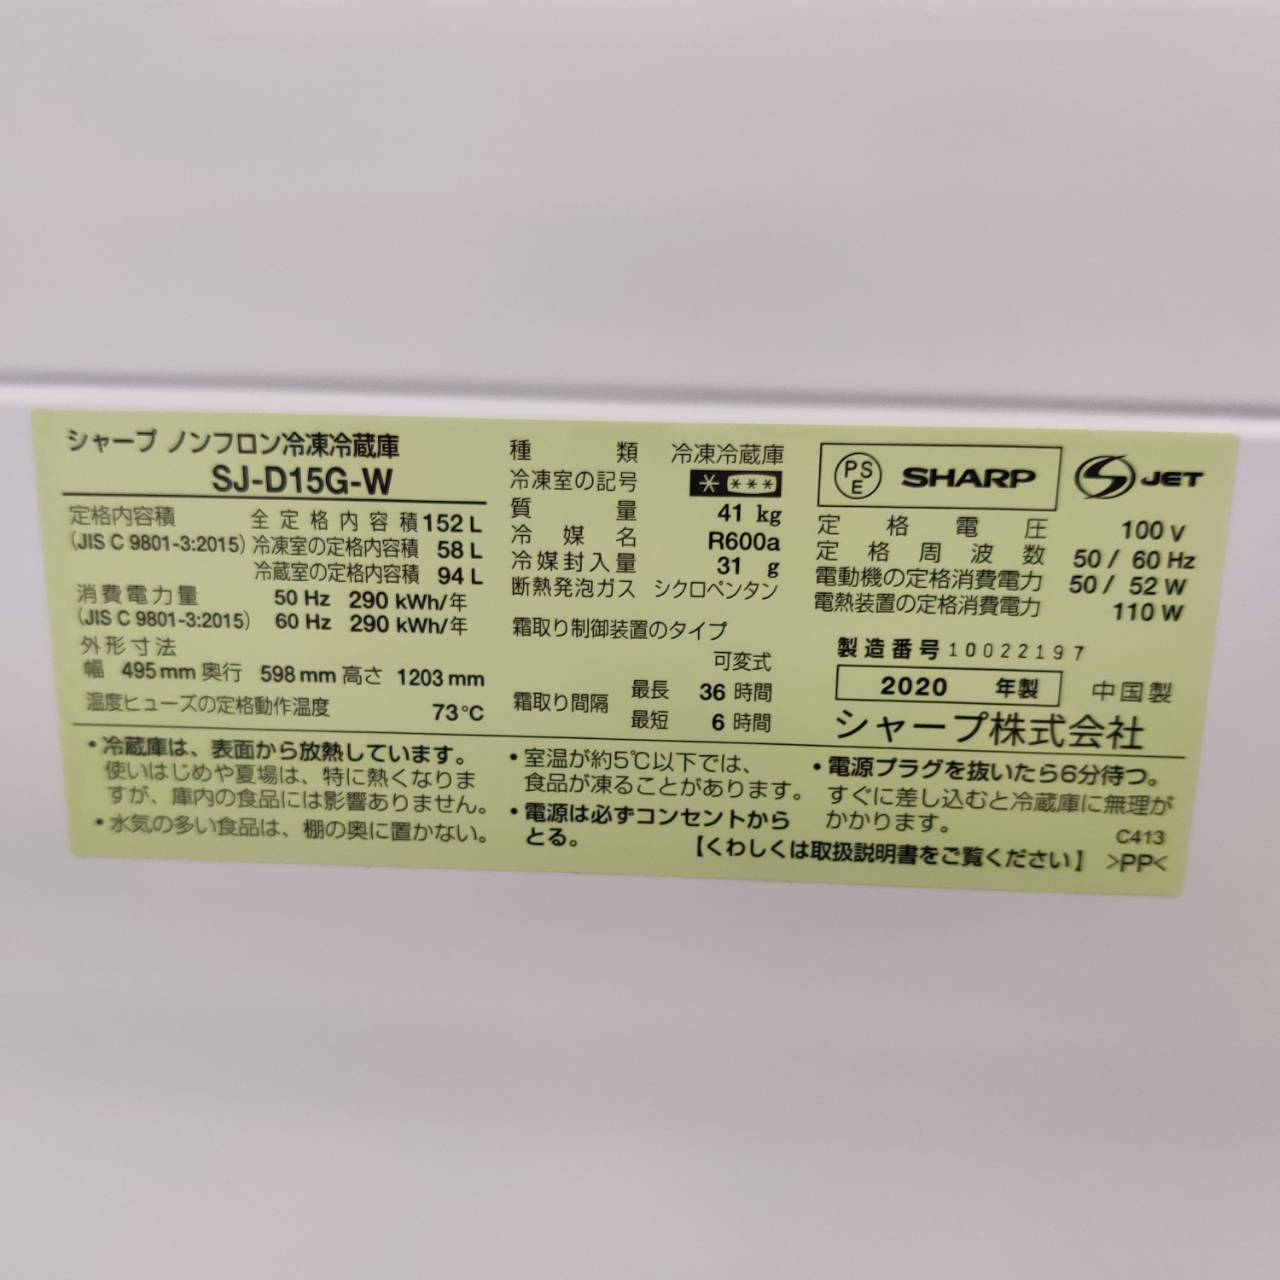 シャープ ノンフロン冷凍冷蔵庫
SJ-D15G-W
定格内容積 全定格内容積 152 L
(JIS C 9801-3:2015) 冷凍室の定格内容積 58 L
冷蔵室の定格内容積 94 L
消費電力量 50 Hz 290 kWh/年
(JIS C 9801-3:2015) 60 Hz 290 kWh/年
外形寸法
幅 495 mm 奥行 598 mm 高さ 1203 mm
温度ヒューズの定格動作温度 73℃
種類 冷凍冷蔵庫
冷凍室の記号 * ***
質量 41 kg
冷媒名 R600a
冷媒封入量 31 g
断熱発泡ガス シクロペンタン
霜取り制御装置のタイプ
可変式
霜取り間隔 最長 36 時間
最短 6 時間
PSE SHARP JET
定格電圧 100 V
定格周波数 50 / 60 Hz
電動機の定格消費電力 50 / 52 W
電熱装置の定格消費電力 110 W
製造番号 10022197
2020 年製 中国製
シャープ株式会社
・冷蔵庫は、表面から放熱しています。
使いはじめや夏場は、特に熱くなりま
すが、庫内の食品には影響ありません。
・水気の多い食品は、棚の奥に置かない。
・室温が約5℃以下では、
食品が凍ることがあります。
・電源は必ずコンセントから
とる。
・電源プラグを抜いたら6分待つ。
すぐに差し込むと冷蔵庫に無理が
かかります。
C413
【くわしくは取扱説明書をご覧ください】 >PP<